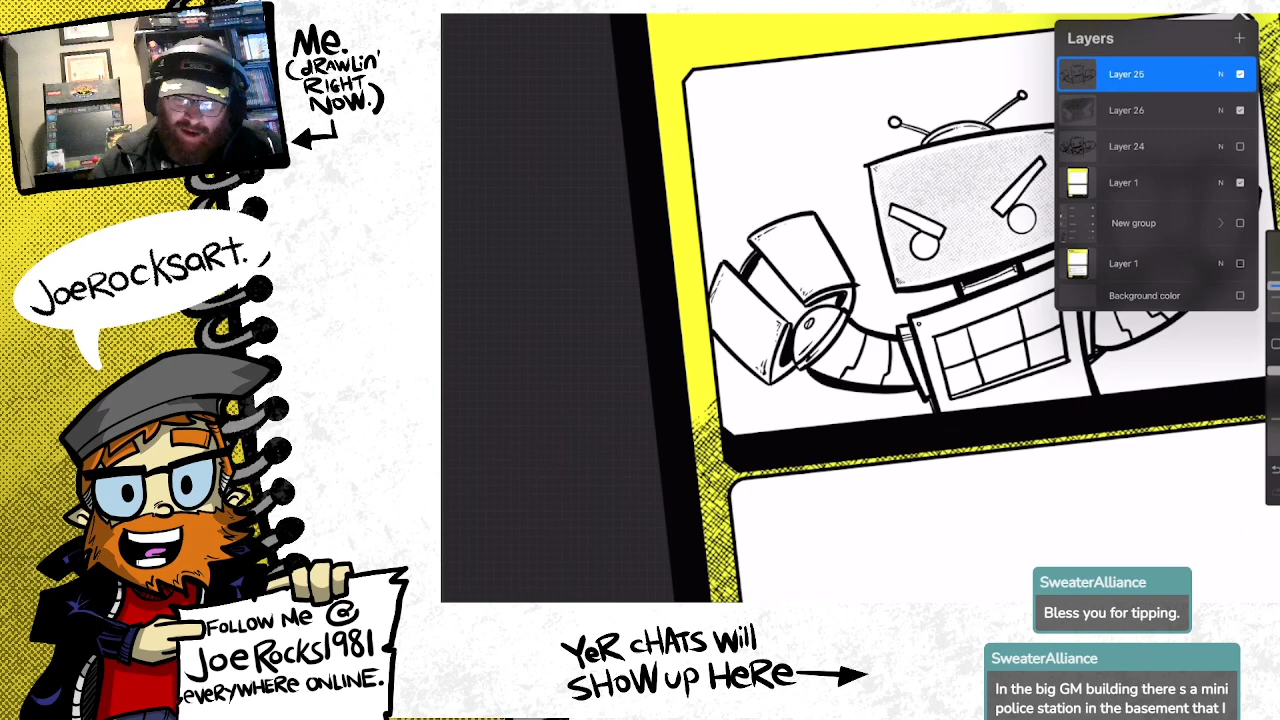 Me.
(dRAWLin'
RIGHT
NOW.)
JoeRocksart.
FOLLOW Me @
JoeRocks1981
everywhere online.
Layers
Layer 25
N
Layer 26
N
Layer 24
N
Layer 1
N
New group
Layer 1
N
Background color
YeR cHATS Will
SHOW up HeRe
SweaterAlliance
Bless you for tipping.
SweaterAlliance
In the big GM building there s a mini
police station in the basement that I